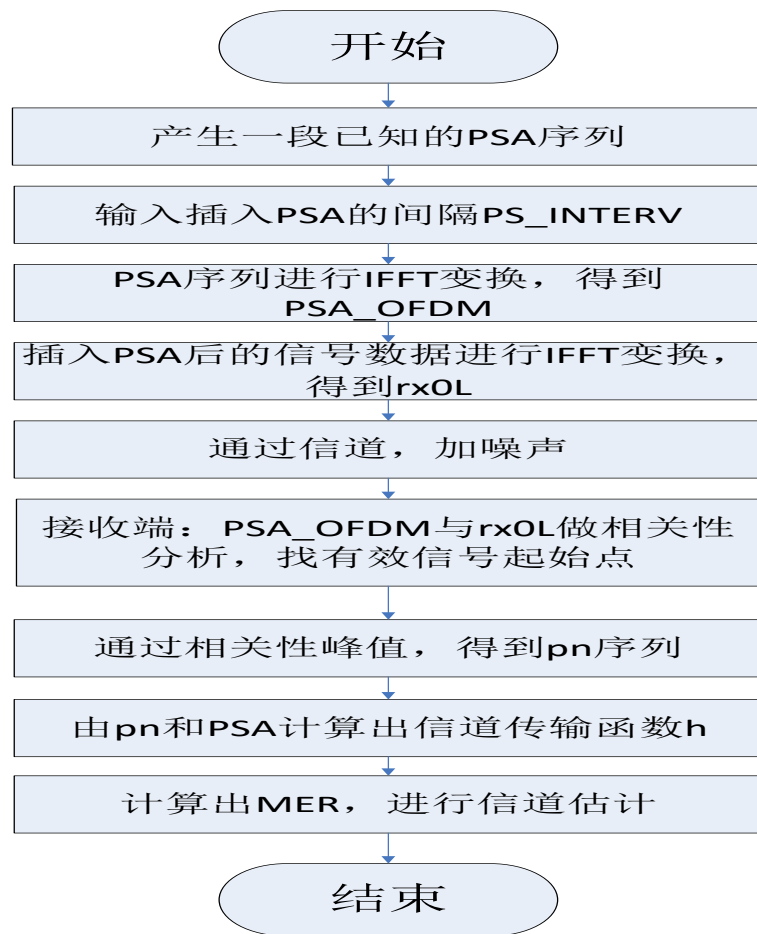 开始
产生一段已知的PSA序列
输入插入PSA的间隔PS_INTERV
PSA序列进行IFFT变换，得到
PSA_OFDM
插入PSA后的信号数据进行IFFT变换，
得到rx0L
通过信道，加噪声
接收端：PSA_OFDM与rx0L做相关性
分析，找有效信号起始点
通过相关性峰值，得到pn序列
由pn和PSA计算出信道传输函数h
计算出MER，进行信道估计
结束